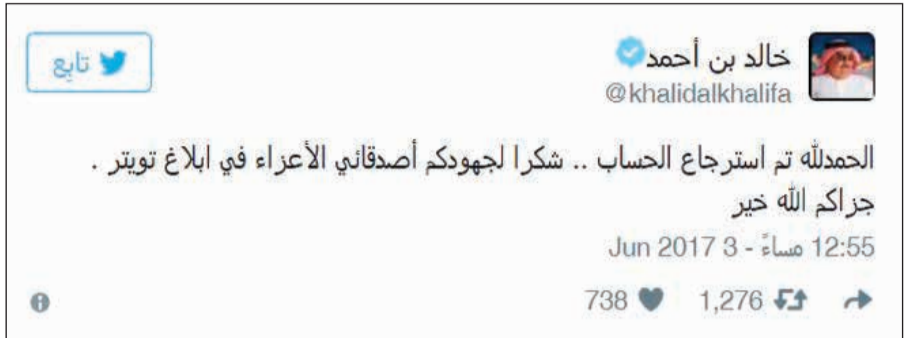 خالد بن أحمد
@khalidalkhalifa
تابع
الحمدلله تم استرجاع الحساب .. شكرا لجهودكم أصدقائي الأعزاء في ابلاغ تويتر .
جزاكم الله خير
12:55 مساءً - 3 Jun 2017
1,276 738